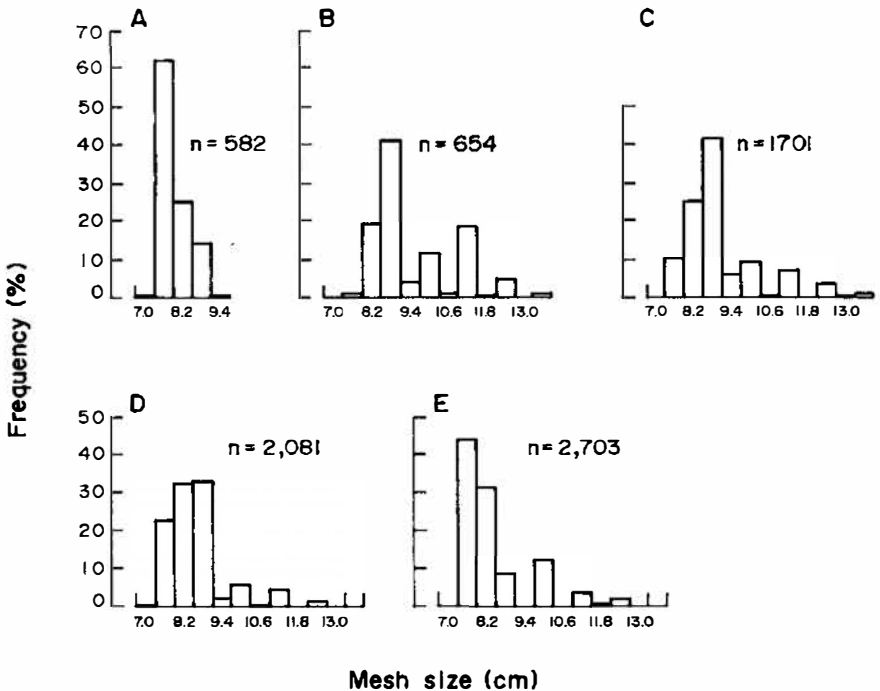 A
B
C
70
60
50
40
30
20
10
0
n = 582
n = 654
n = 1701
7.0 8.2 9.4
7.0 8.2 9.4 10.6 11.8 13.0
7.0 8.2 9.4 10.6 11.8 13.0
Frequency (%)
D
E
50
40
30
20
10
0
n = 2,081
n = 2,703
7.0 8.2 9.4 10.6 11.8 13.0
7.0 8.2 9.4 10.6 11.8 13.0
Mesh size (cm)